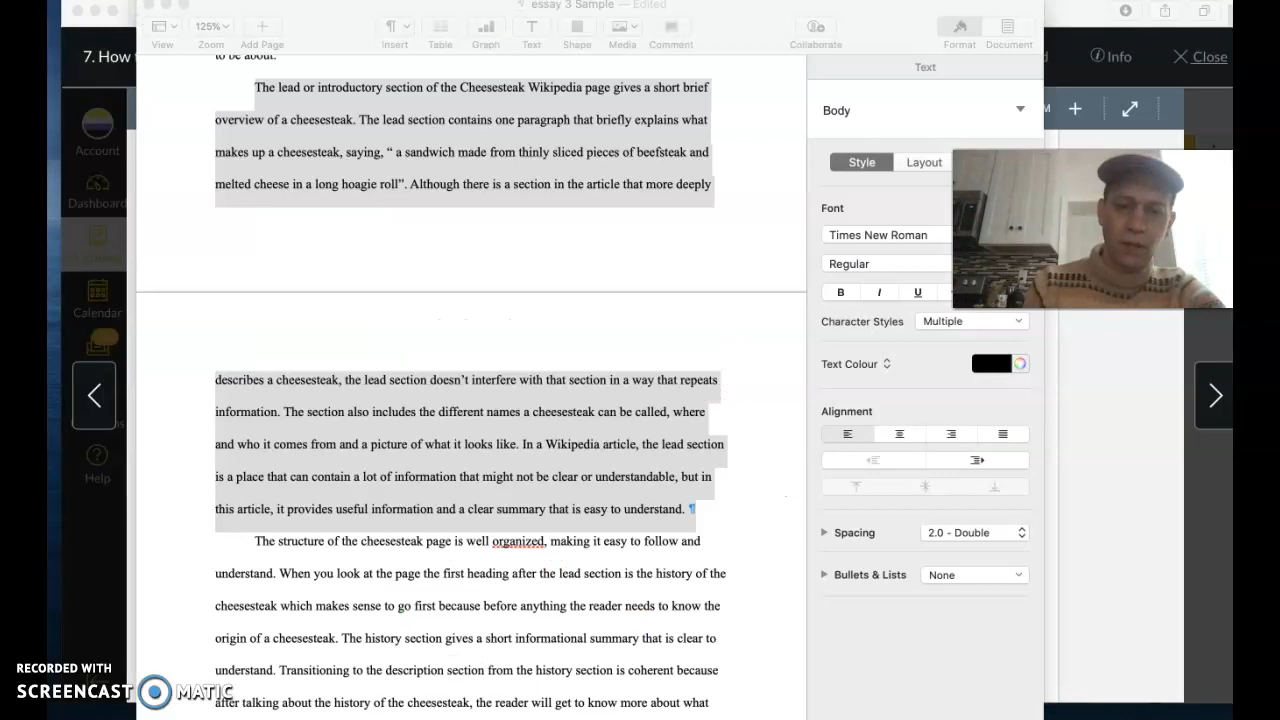 essay 3 Sample — Edited
View
125%
Zoom
Add Page
Insert
Table
Graph
Text
Shape
Media
Comment
Collaborate
Format
Document
7. How
Info
Close
to be about.
The lead or introductory section of the Cheesesteak Wikipedia page gives a short brief
overview of a cheesesteak. The lead section contains one paragraph that briefly explains what
makes up a cheesesteak, saying, “ a sandwich made from thinly sliced pieces of beefsteak and
melted cheese in a long hoagie roll”. Although there is a section in the article that more deeply
describes a cheesesteak, the lead section doesn’t interfere with that section in a way that repeats
information. The section also includes the different names a cheesesteak can be called, where
and who it comes from and a picture of what it looks like. In a Wikipedia article, the lead section
is a place that can contain a lot of information that might not be clear or understandable, but in
this article, it provides useful information and a clear summary that is easy to understand. ¶
The structure of the cheesesteak page is well organized, making it easy to follow and
understand. When you look at the page the first heading after the lead section is the history of the
cheesesteak which makes sense to go first because before anything the reader needs to know the
origin of a cheesesteak. The history section gives a short informational summary that is clear to
understand. Transitioning to the description section from the history section is coherent because
after talking about the history of the cheesesteak, the reader will get to know more about what
Text
Body
Style
Layout
Font
Times New Roman
Regular
B
I
U
Character Styles
Multiple
Text Colour
Alignment
Spacing
2.0 - Double
Bullets & Lists
None
Account
Dashboard
Calendar
Help
M
RECORDED WITH
SCREENCAST MATIC